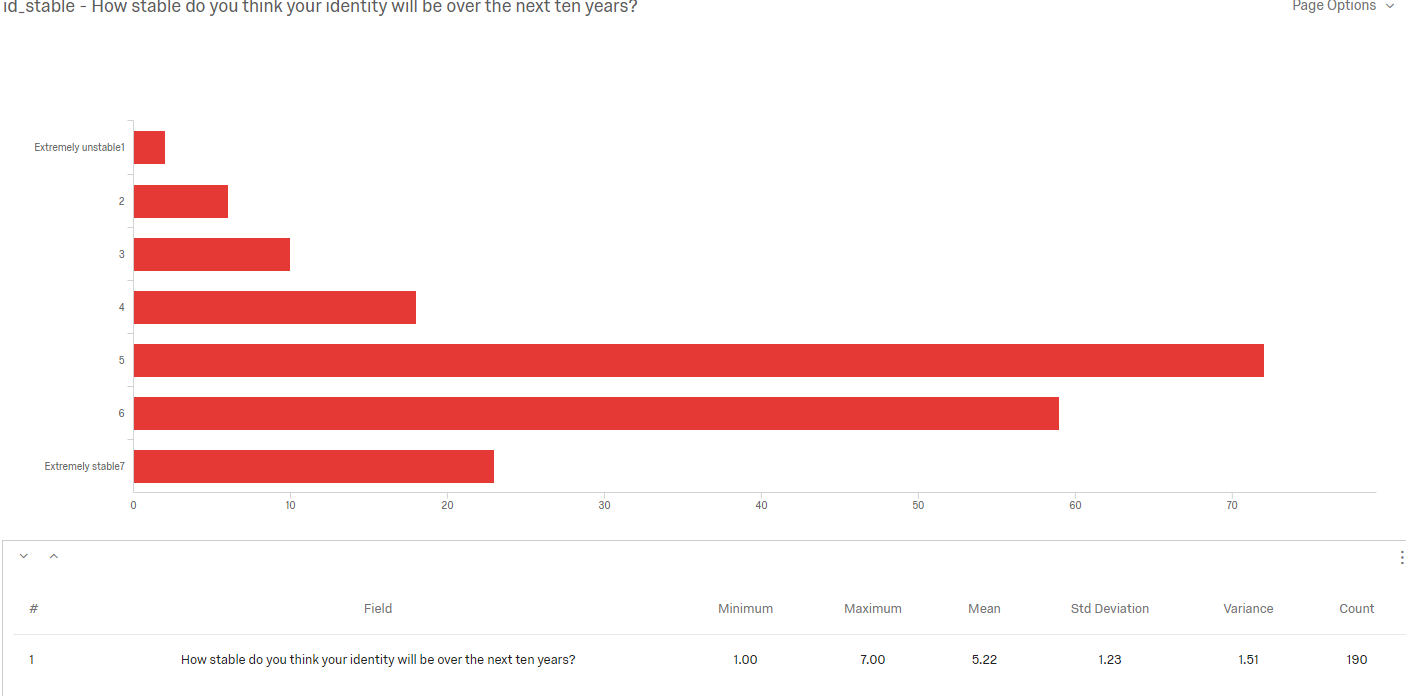 id_stable - How stable do you think your identity will be over the next ten years?
Page Options
Extremely unstable1
2
3
4
5
6
Extremely stable7
0 10 20 30 40 50 60 70
# Field Minimum Maximum Mean Std Deviation Variance Count
1 How stable do you think your identity will be over the next ten years? 1.00 7.00 5.22 1.23 1.51 190